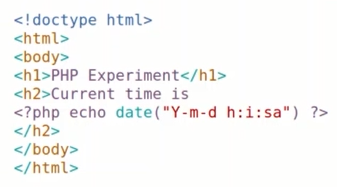 <!doctype html>
<html>
<body>
<h1>PHP Experiment</h1>
<h2>Current time is
<?php echo date("Y-m-d h:i:sa") ?>
</h2>
</body>
</html>